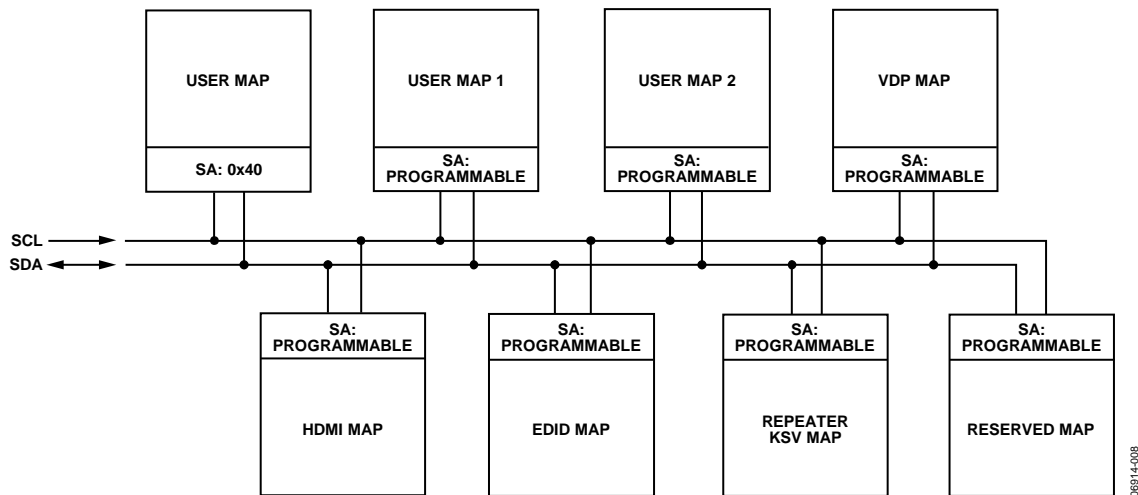 USER MAP
SA: 0x40
USER MAP 1
SA:
PROGRAMMABLE
USER MAP 2
SA:
PROGRAMMABLE
VDP MAP
SA:
PROGRAMMABLE
SCL
SDA
SA:
PROGRAMMABLE
HDMI MAP
SA:
PROGRAMMABLE
EDID MAP
SA:
PROGRAMMABLE
REPEATER
KSV MAP
SA:
PROGRAMMABLE
RESERVED MAP
06914-008